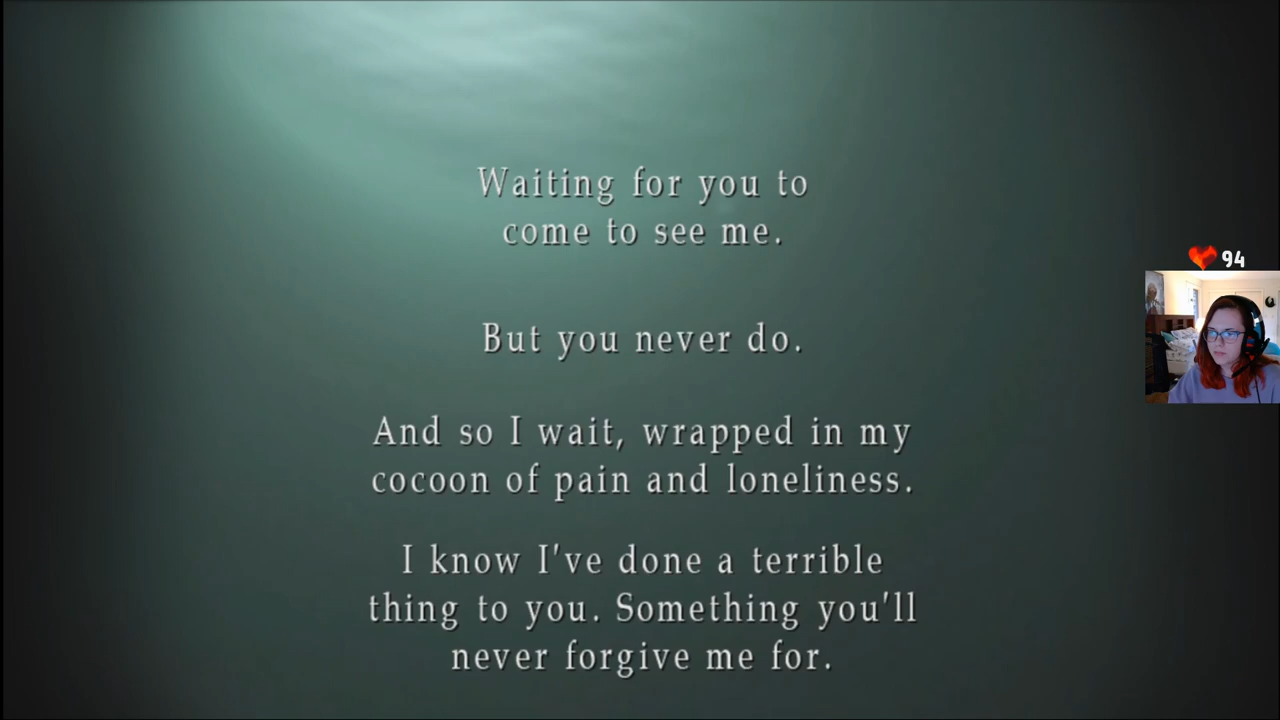 Waiting for you to
come to see me.
But you never do.
And so I wait, wrapped in my
cocoon of pain and loneliness.
I know I've done a terrible
thing to you. Something you'll
never forgive me for.
94